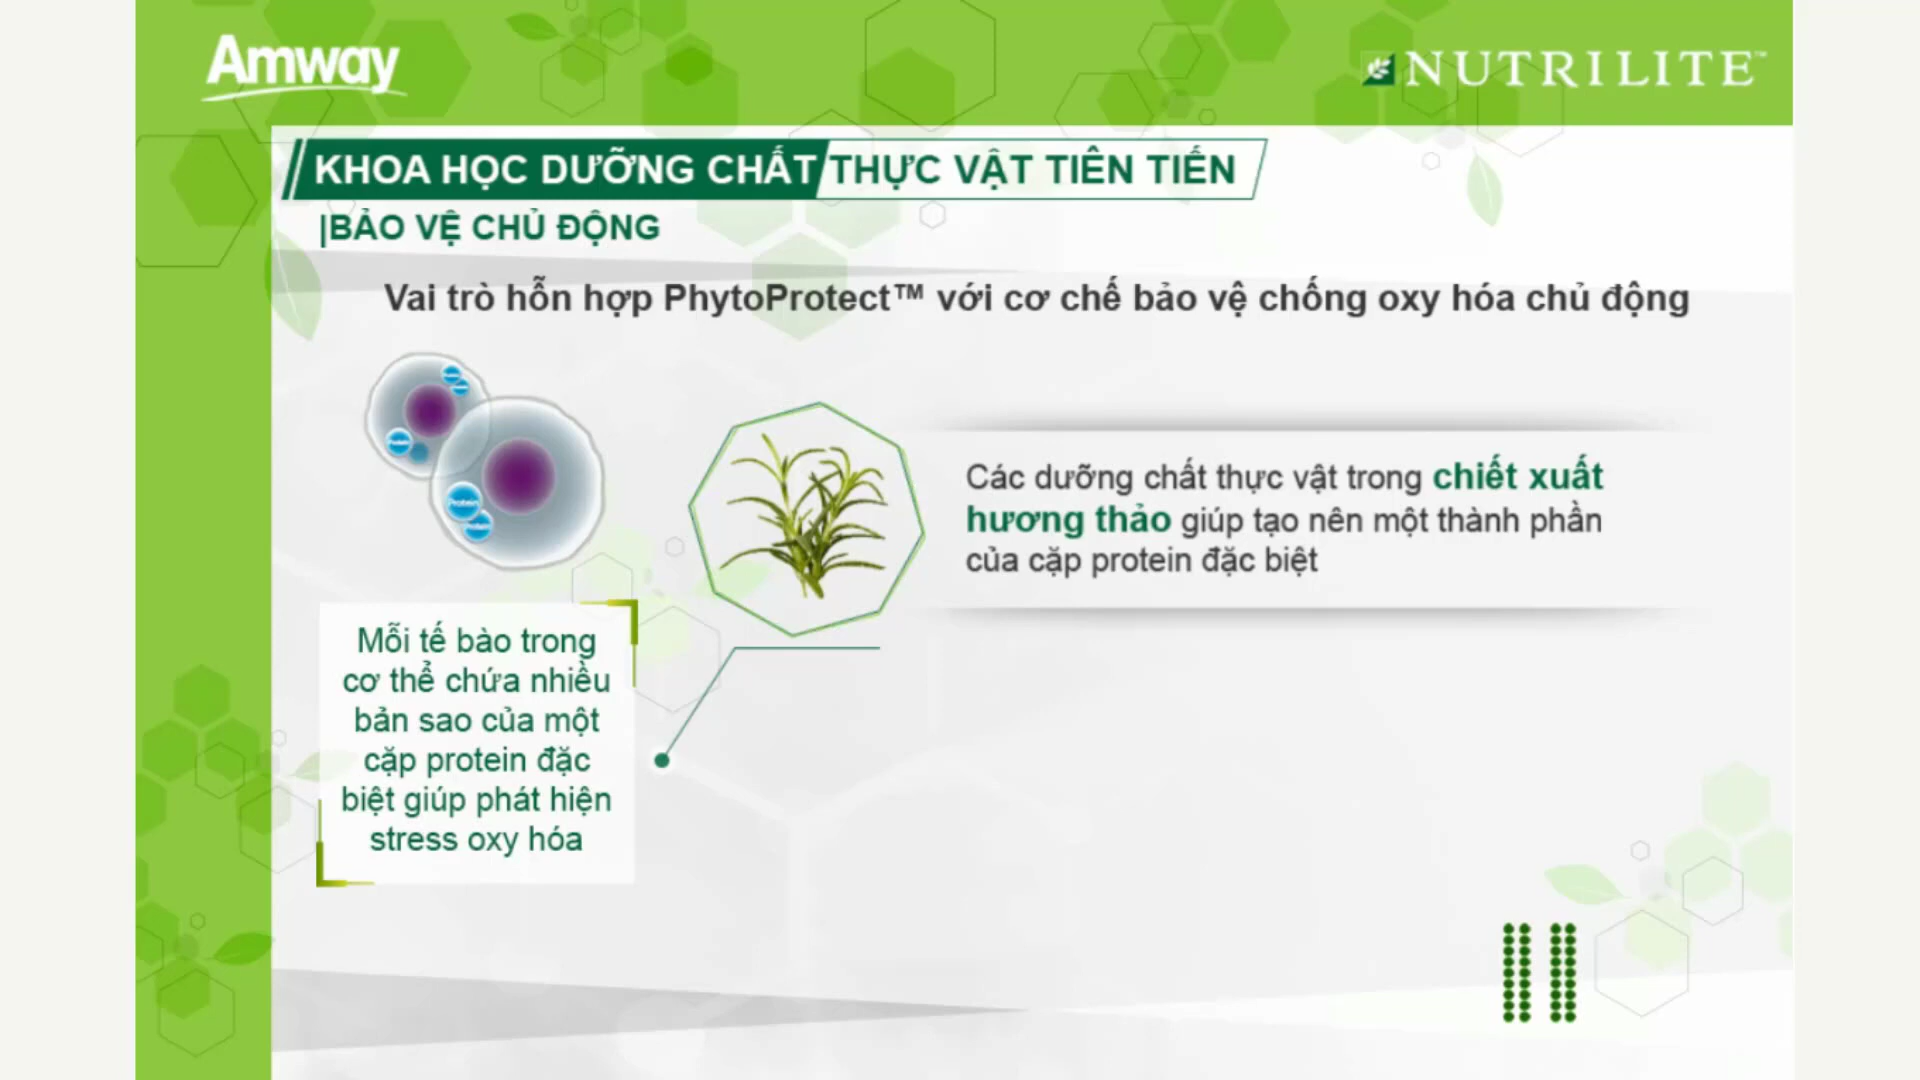 Amway
NUTRILITE™
KHOA HỌC DƯỠNG CHẤT THỰC VẬT TIÊN TIẾN
|BẢO VỆ CHỦ ĐỘNG
Vai trò hỗn hợp PhytoProtect™ với cơ chế bảo vệ chống oxy hóa chủ động
Protein
Các dưỡng chất thực vật trong chiết xuất
hương thảo giúp tạo nên một thành phần
của cặp protein đặc biệt
Mỗi tế bào trong
cơ thể chứa nhiều
bản sao của một
cặp protein đặc
biệt giúp phát hiện
stress oxy hóa